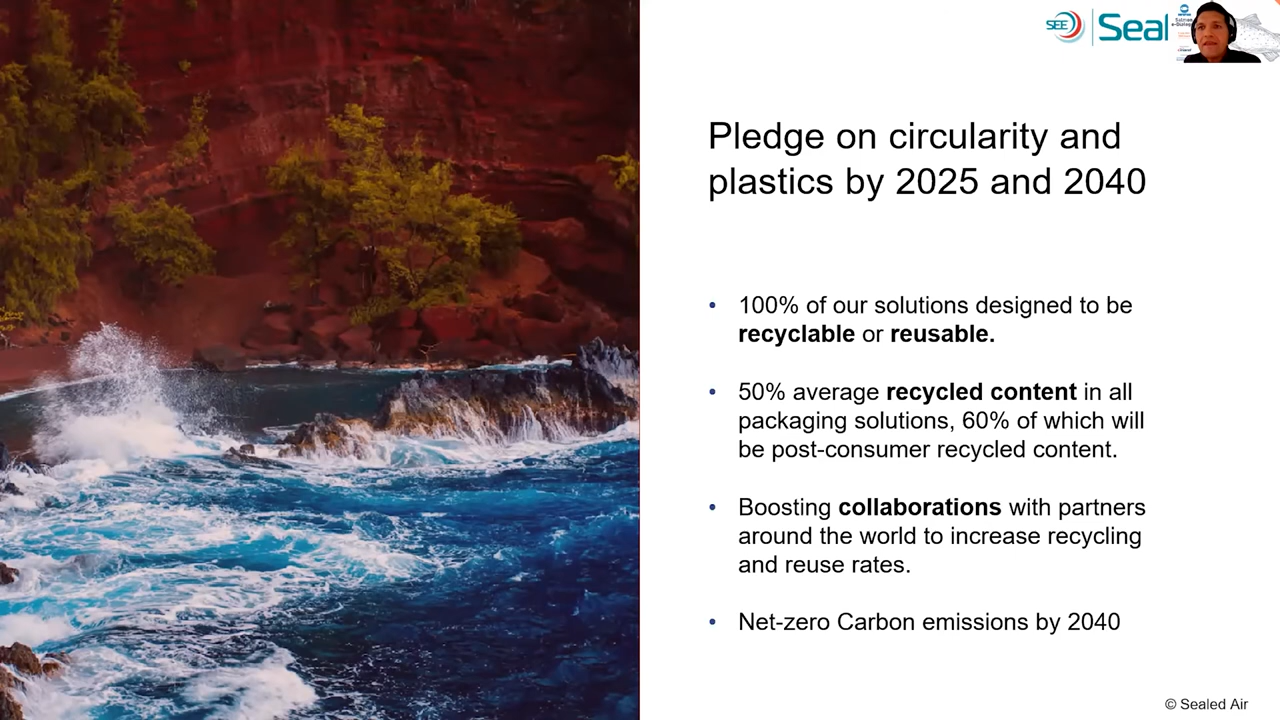 SEE
Seal
Pledge on circularity and
plastics by 2025 and 2040
• 100% of our solutions designed to be
recyclable or reusable.
• 50% average recycled content in all
packaging solutions, 60% of which will
be post-consumer recycled content.
• Boosting collaborations with partners
around the world to increase recycling
and reuse rates.
• Net-zero Carbon emissions by 2040
© Sealed Air